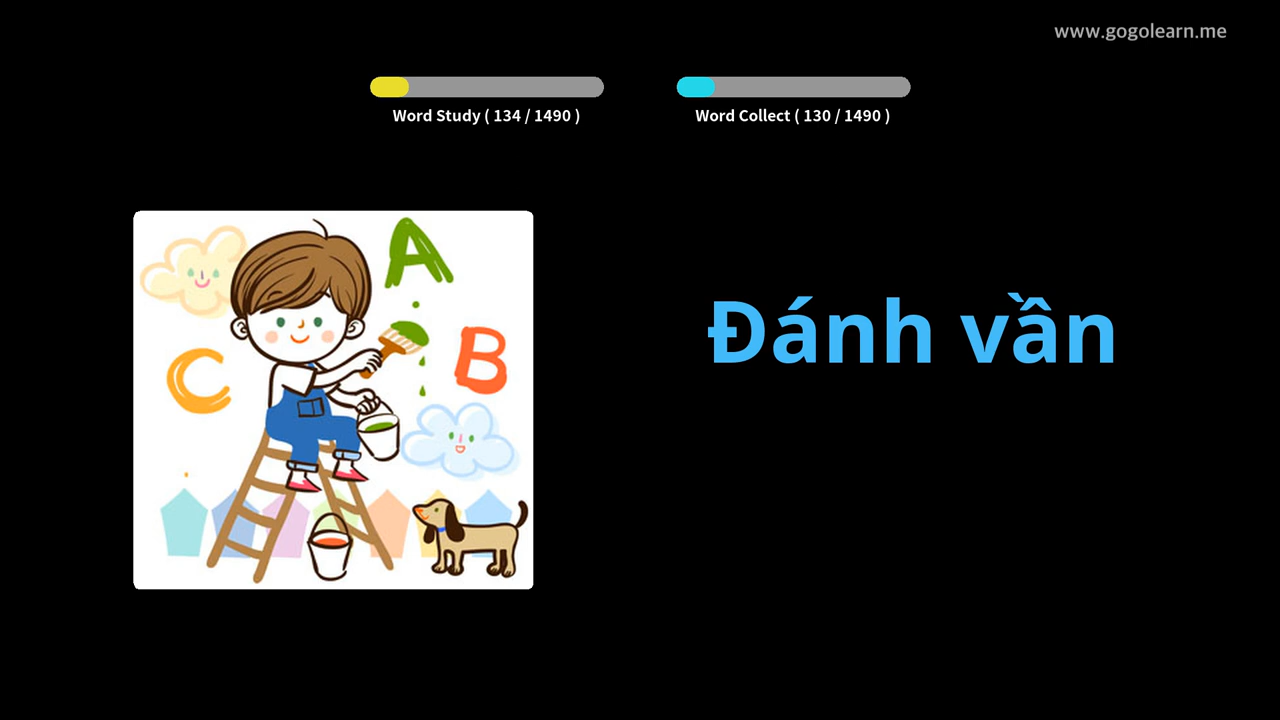 www.gogolearn.me
Word Study ( 134 / 1490 )
Word Collect ( 130 / 1490 )
A
B
C
Đánh vần